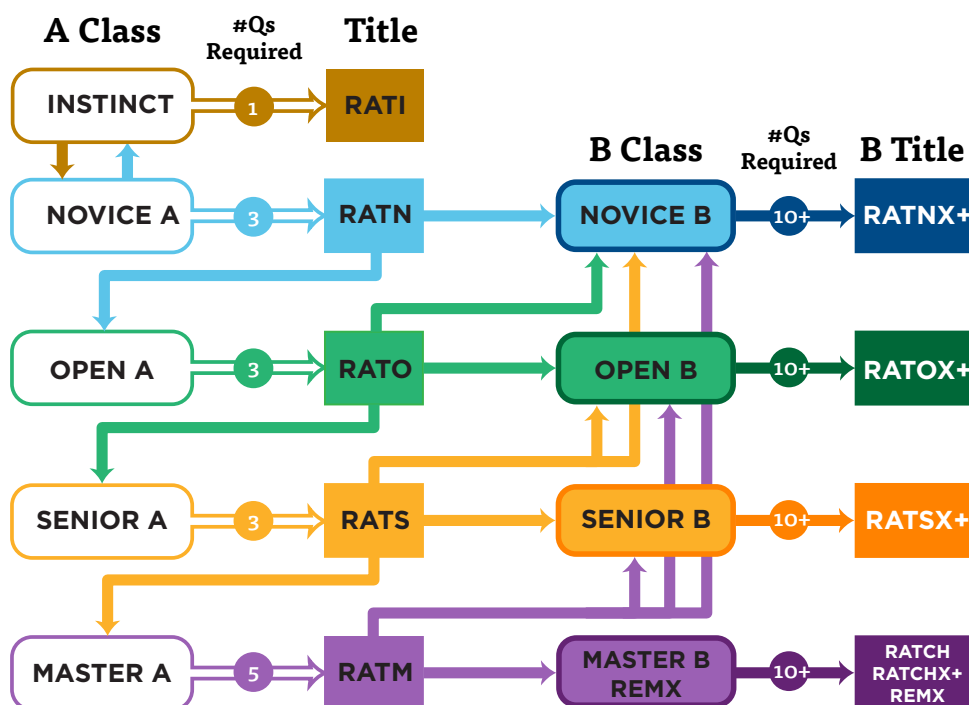 A Class
#Qs
Required
Title
INSTINCT
1
RATI
B Class
#Qs
Required
B Title
NOVICE A
3
RATN
NOVICE B
10+
RATNX+
OPEN A
3
RATO
OPEN B
10+
RATOX+
SENIOR A
3
RATS
SENIOR B
10+
RATSX+
MASTER A
5
RATM
MASTER B
REMX
10+
RATCH
RATCHX+
REMX